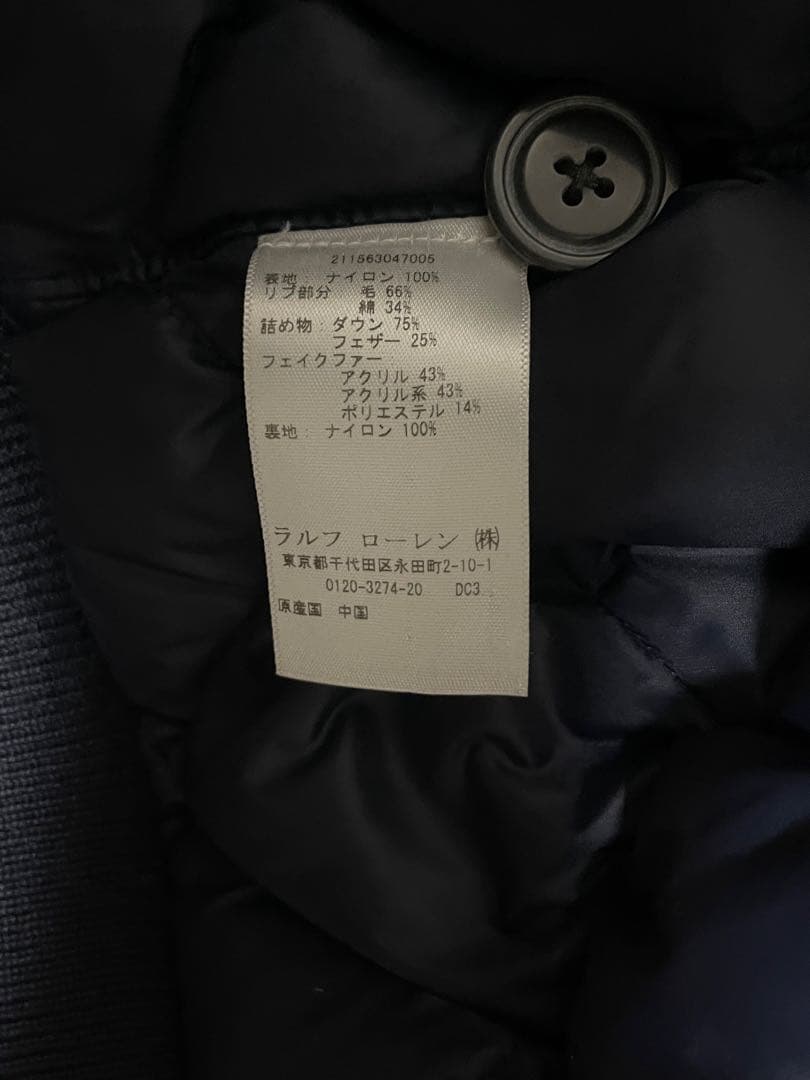 211563047005
表地: ナイロン 100%
リブ部分 毛 66%
綿 34%
詰め物:ダウン 75%
フェザー 25%
フェイクファー
アクリル 43%
アクリル系 43%
ポリエステル 14%
裏地: ナイロン 100%
ラルフ ローレン ㈱
東京都千代田区永田町2-10-1
0120-3274-20 DC3
原産国 中国